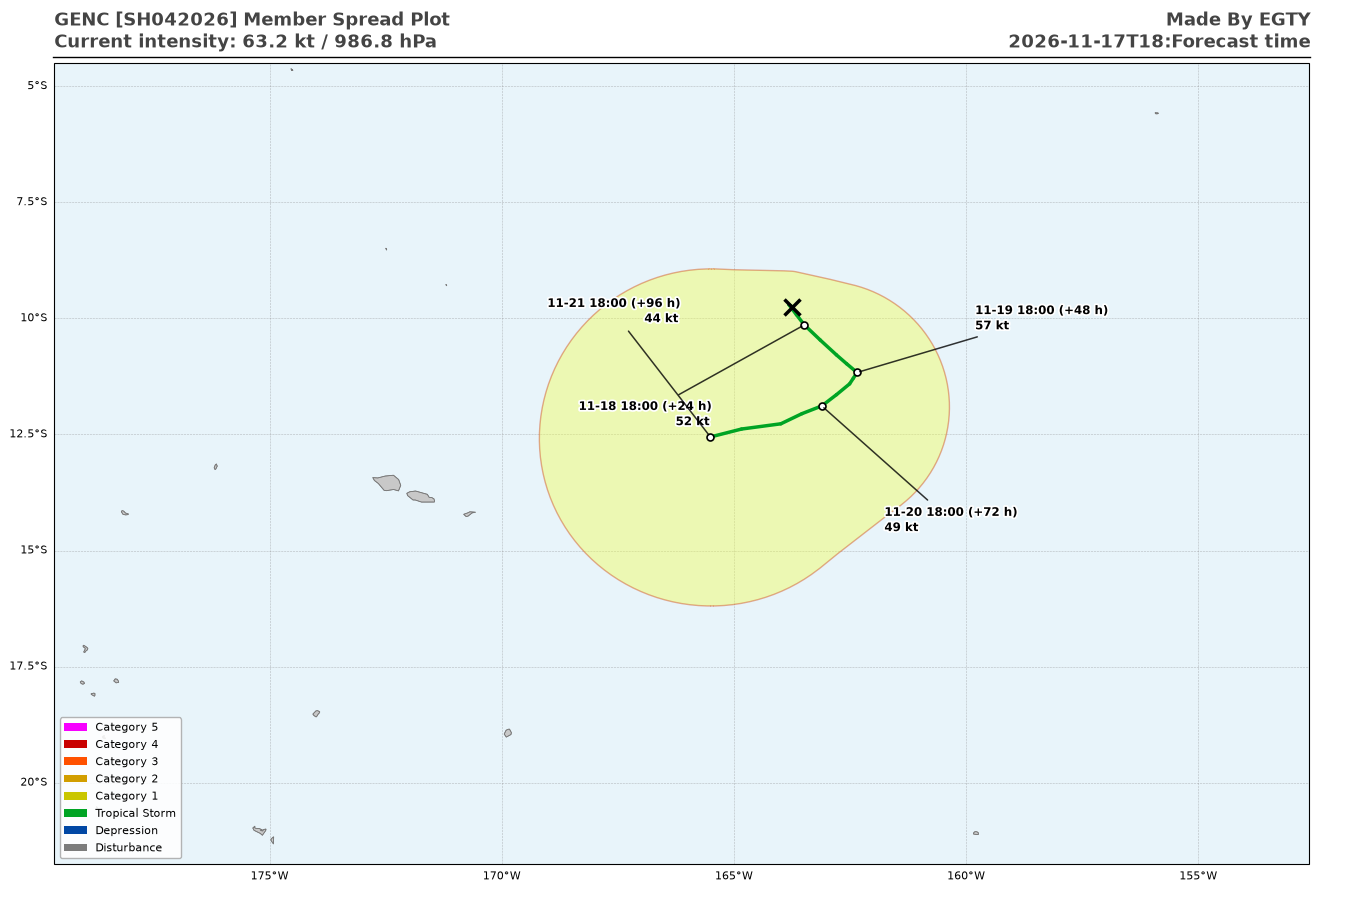 GENC [SH042026] Member Spread Plot
Current intensity: 63.2 kt / 986.8 hPa
Made By EGTY
2026-11-17T18:Forecast time
5°S
7.5°S
10°S
12.5°S
15°S
17.5°S
20°S
11-21 18:00 (+96 h)
44 kt
11-19 18:00 (+48 h)
57 kt
11-18 18:00 (+24 h)
52 kt
11-20 18:00 (+72 h)
49 kt
Category 5
Category 4
Category 3
Category 2
Category 1
Tropical Storm
Depression
Disturbance
175°W
170°W
165°W
160°W
155°W